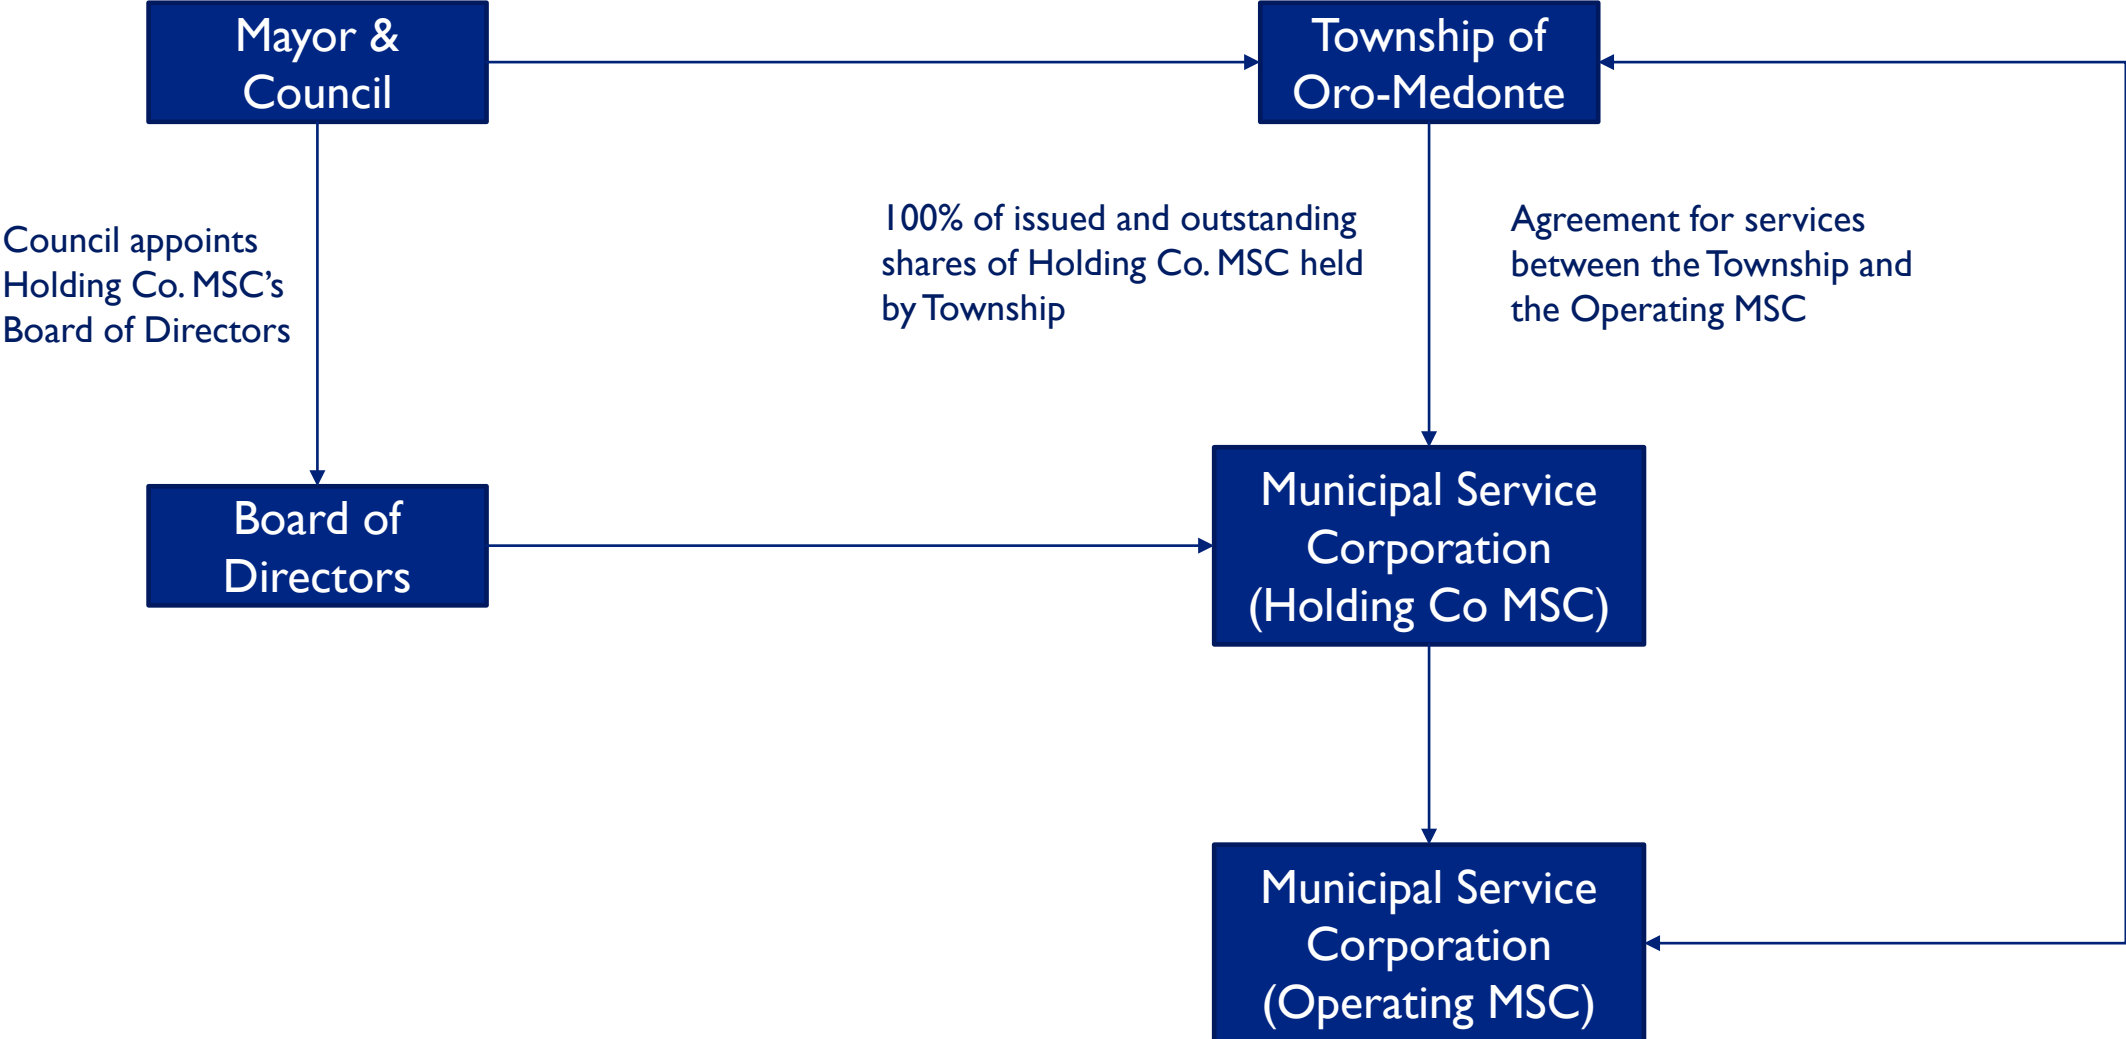 Mayor &
Council
Township of
Oro-Medonte
Council appoints
Holding Co. MSC’s
Board of Directors
100% of issued and outstanding
shares of Holding Co. MSC held
by Township
Agreement for services
between the Township and
the Operating MSC
Board of
Directors
Municipal Service
Corporation
(Holding Co MSC)
Municipal Service
Corporation
(Operating MSC)